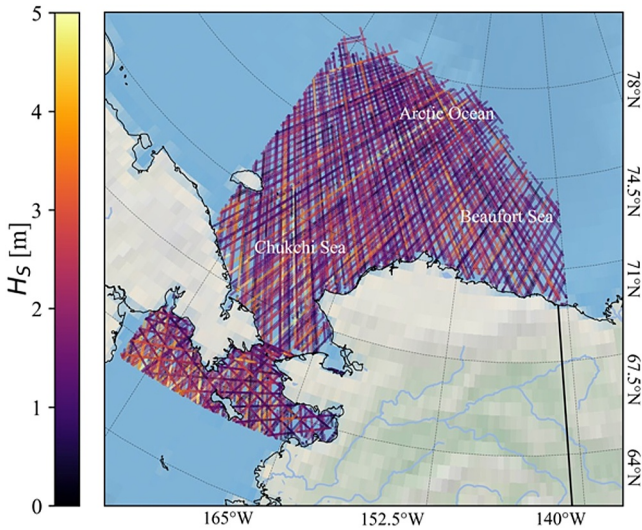 5
4
3
2
1
0
H_S [m]
Arctic Ocean
Beaufort Sea
Chukchi Sea
78°N
74.5°N
71°N
67.5°N
64°N
165°W
152.5°W
140°W